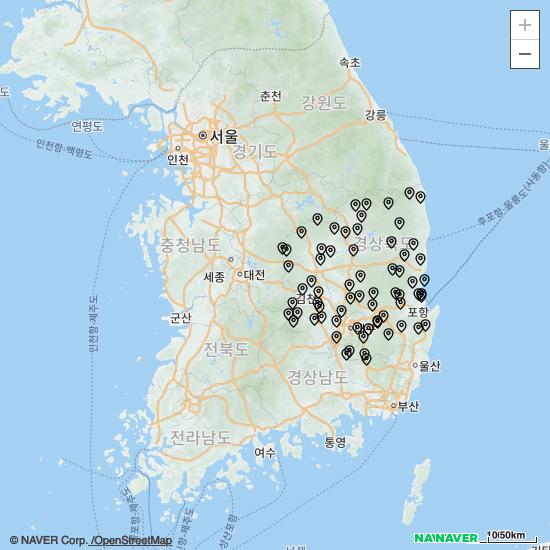 +
−
속초
춘천
강원도
강릉
연평도
서울
인천항-백령도
인천
경기도
울
후포항-울릉도(사동항)
충청남도
경상북도
세종
대전
인천항-제주도
김천
군산
포항
전라북도
경상남도
울산
부산
전라남도
여수
통영
© NAVER Corp. /OpenStreetMap
NAVER
10/50km